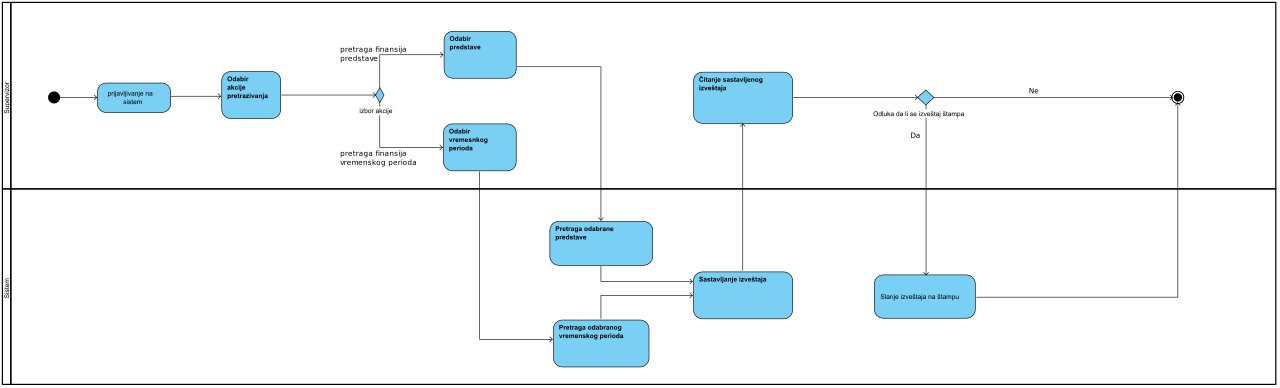 Supervizor
prijavljivanje na
sistem
Odabir
akcije
pretrazivanja
pretraga finansija
predstave
izbor akcije
pretraga finansija
vremenskog perioda
Odabir
predstave
Odabir
vremesnkog
perioda
Čitanje sastavljenog
izveštaja
Odluka da li se izveštaj štampa
Ne
Da
Sistem
Pretraga odabrane
predstave
Pretraga odabranog
vremenskog perioda
Sastavljanje izveštaja
Slanje izveštaja na štampu